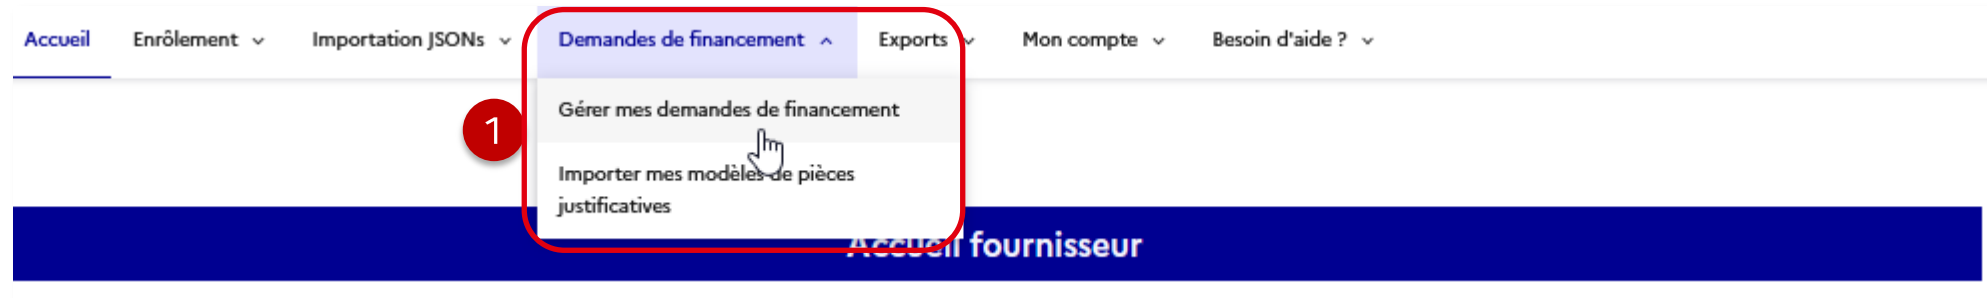 Accueil Enrôlement Importation JSONs Demandes de financement Exports Mon compte Besoin d'aide ?
Gérer mes demandes de financement
1
Importer mes modèles de pièces
justificatives
Accueil fournisseur